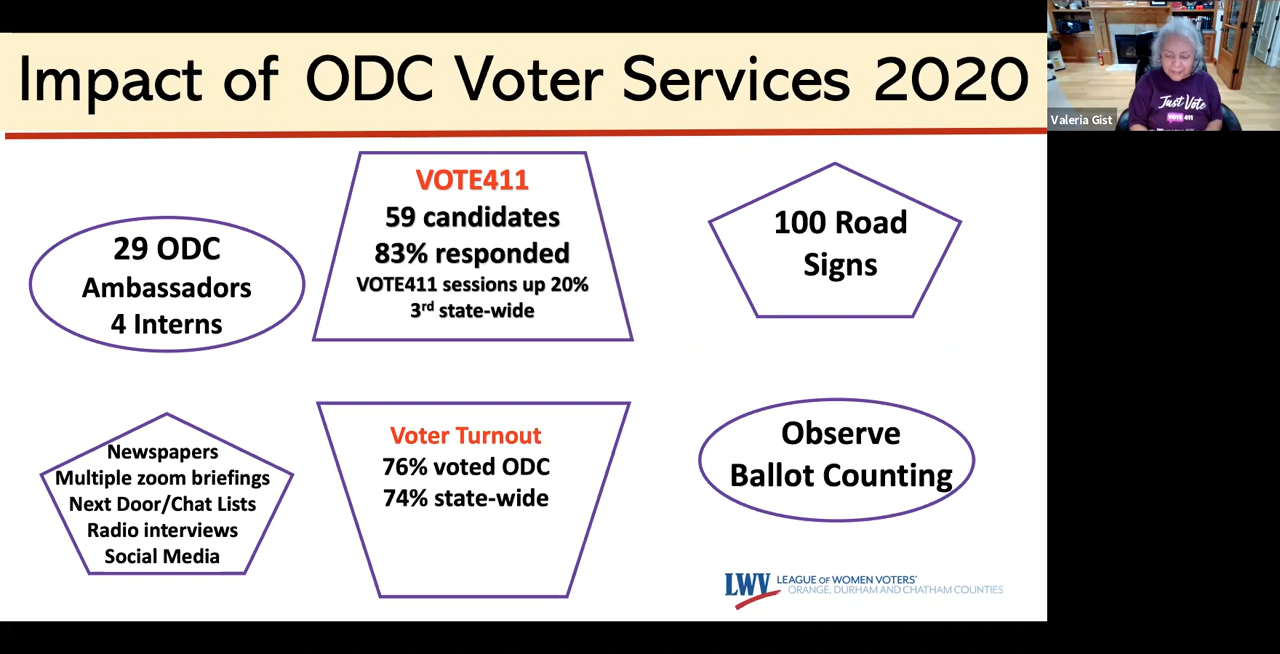 Impact of ODC Voter Services 2020
Valeria Gist
Just Vote
VOTE 411
29 ODC
Ambassadors
4 Interns
VOTE411
59 candidates
83% responded
VOTE411 sessions up 20%
3rd state-wide
100 Road
Signs
Newspapers
Multiple zoom briefings
Next Door/Chat Lists
Radio interviews
Social Media
Voter Turnout
76% voted ODC
74% state-wide
Observe
Ballot Counting
LWV LEAGUE OF WOMEN VOTERS®
ORANGE, DURHAM AND CHATHAM COUNTIES